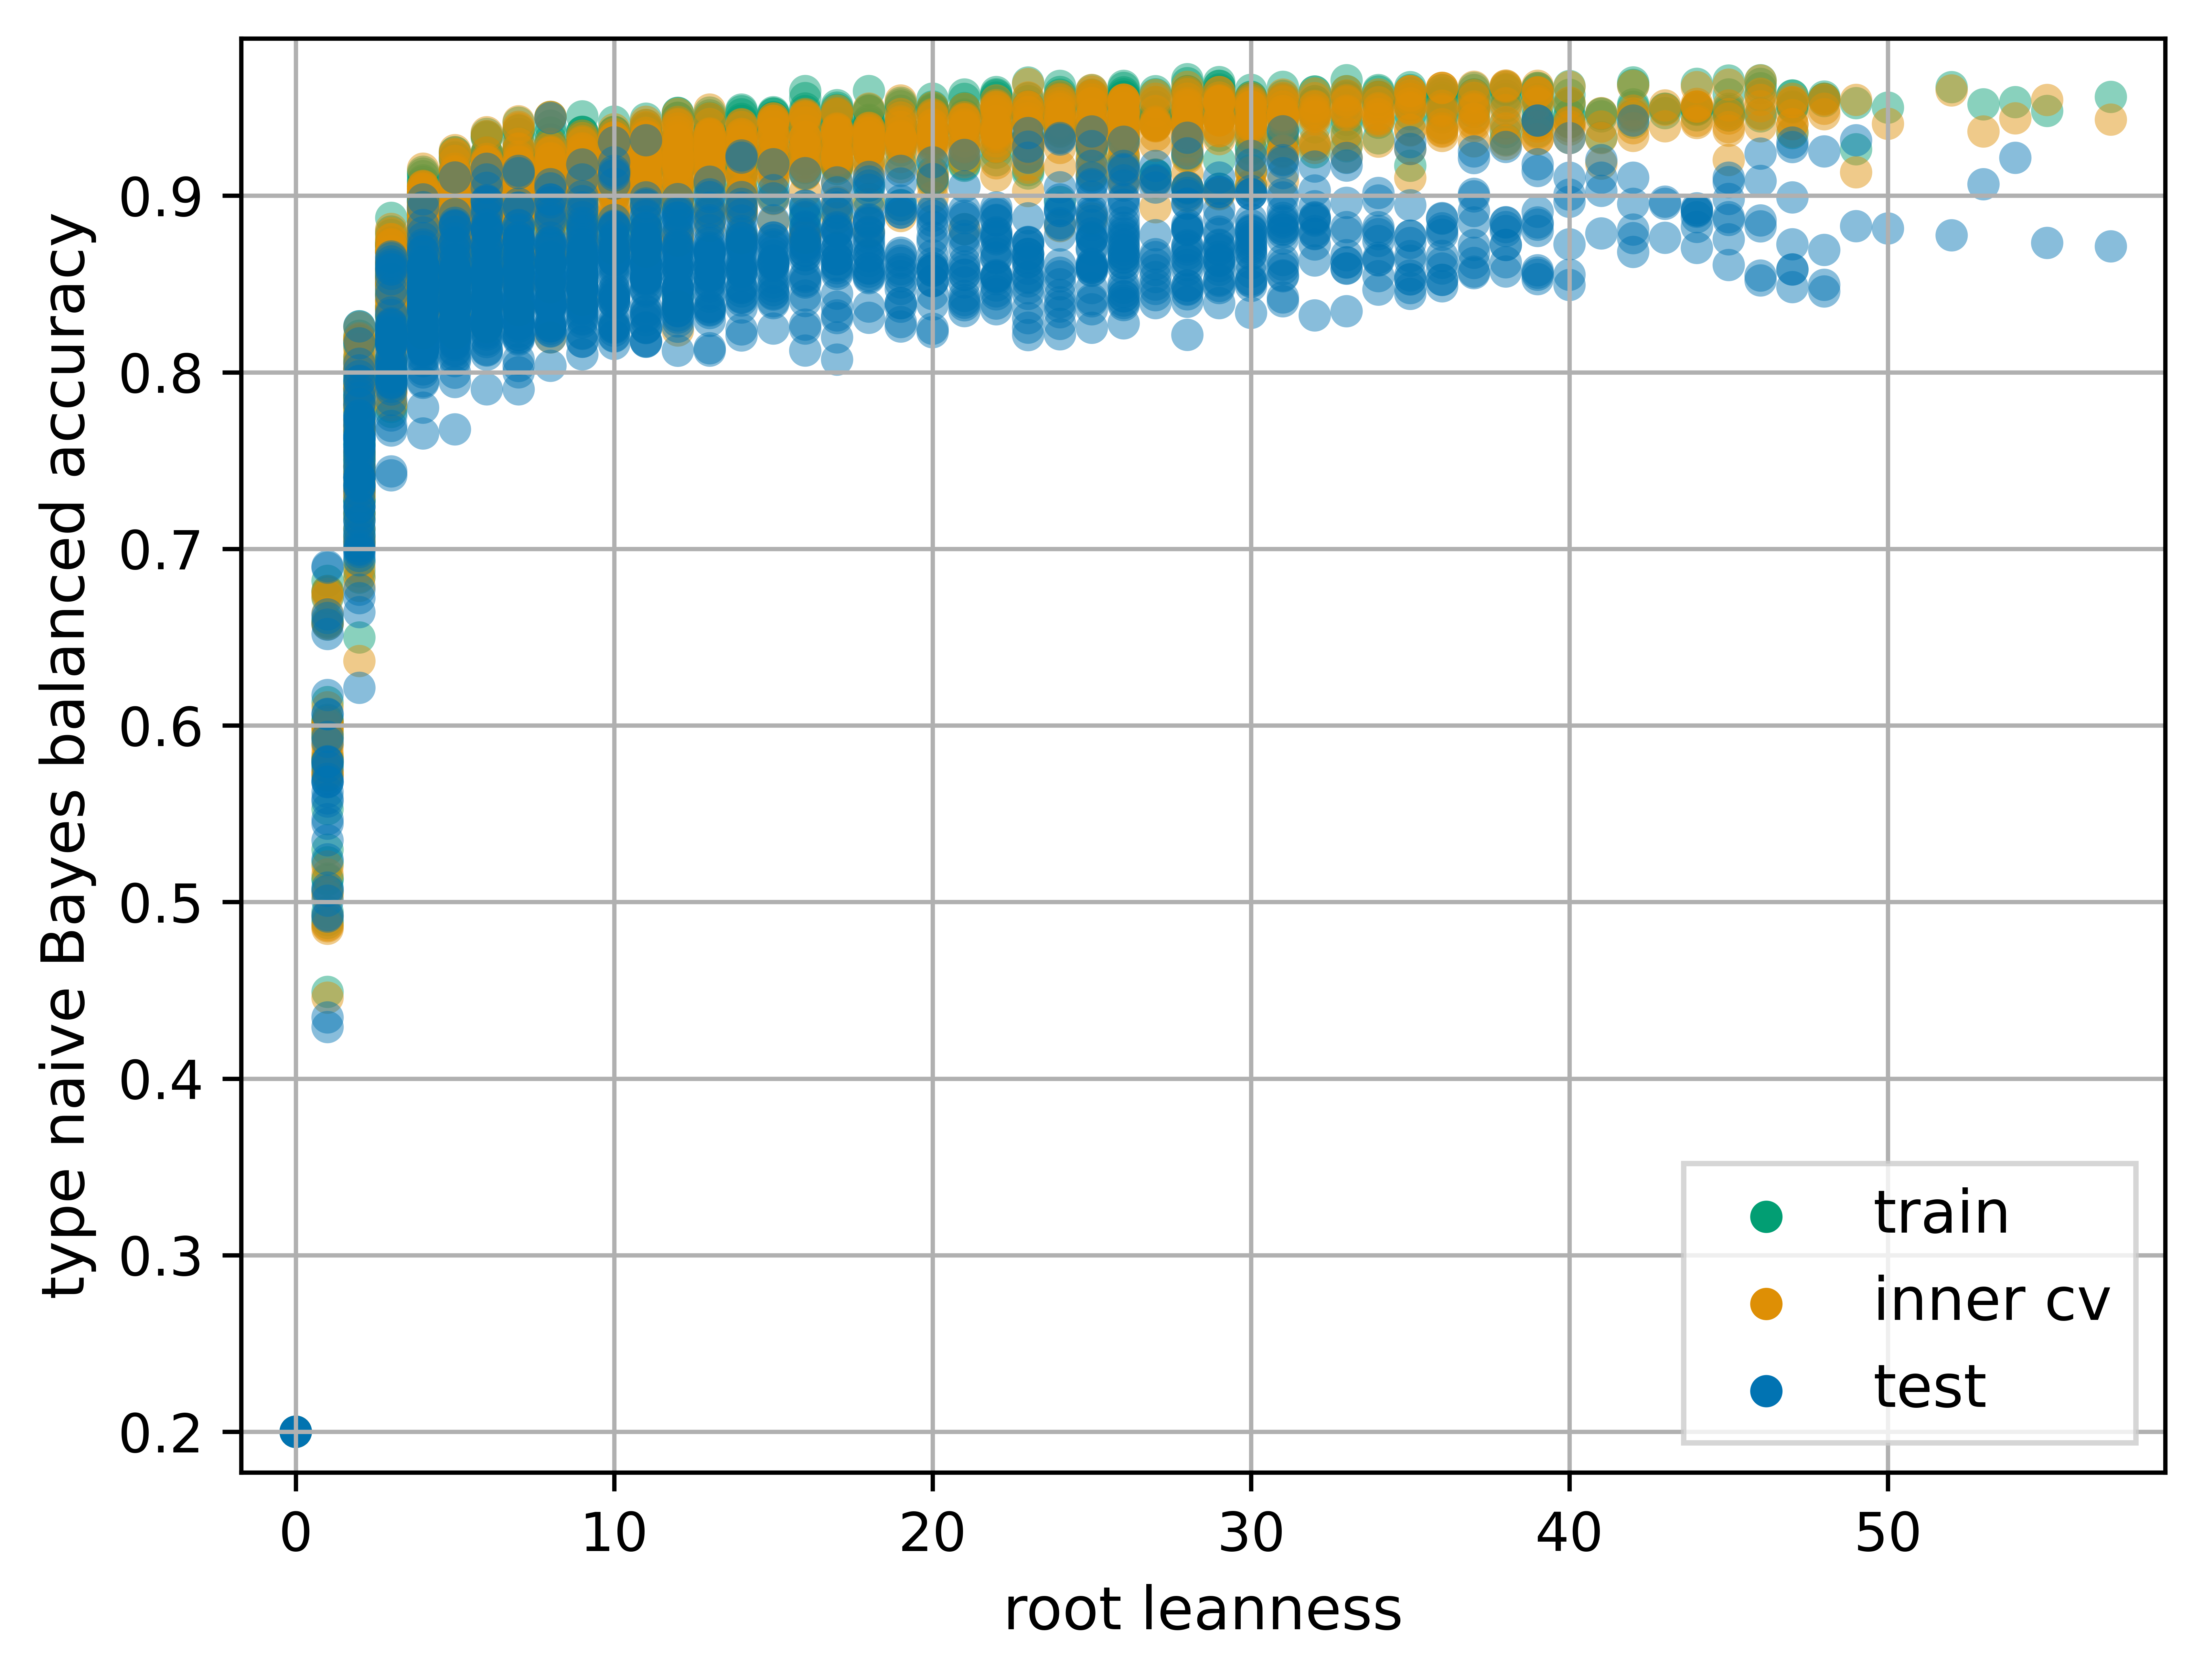 type naive Bayes balanced accuracy
0.9
0.8
0.7
0.6
0.5
0.4
0.3
0.2
0 10 20 30 40 50
root leanness
train
inner cv
test